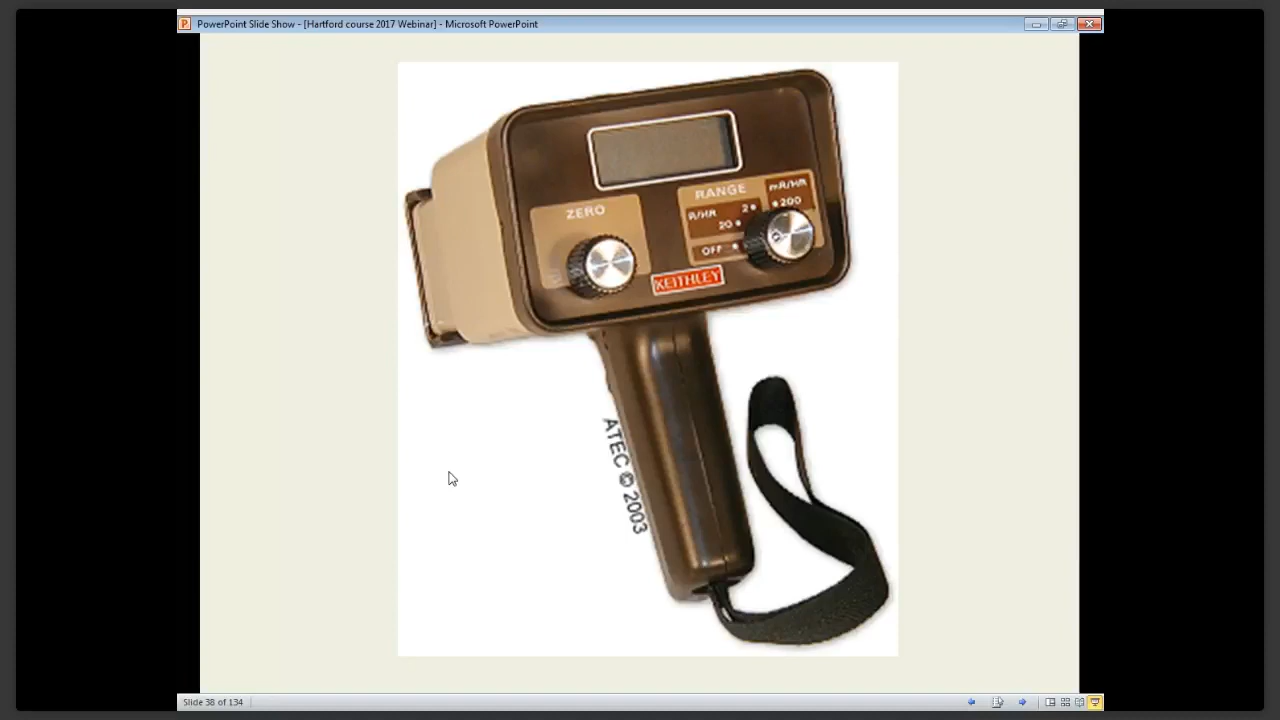 PowerPoint Slide Show - [Hartford course 2017 Webinar] - Microsoft PowerPoint
ZERO
RANGE
mR/HR
R/HR
2
200
20
OFF
KEITHLEY
ATEC © 2003
Slide 38 of 134